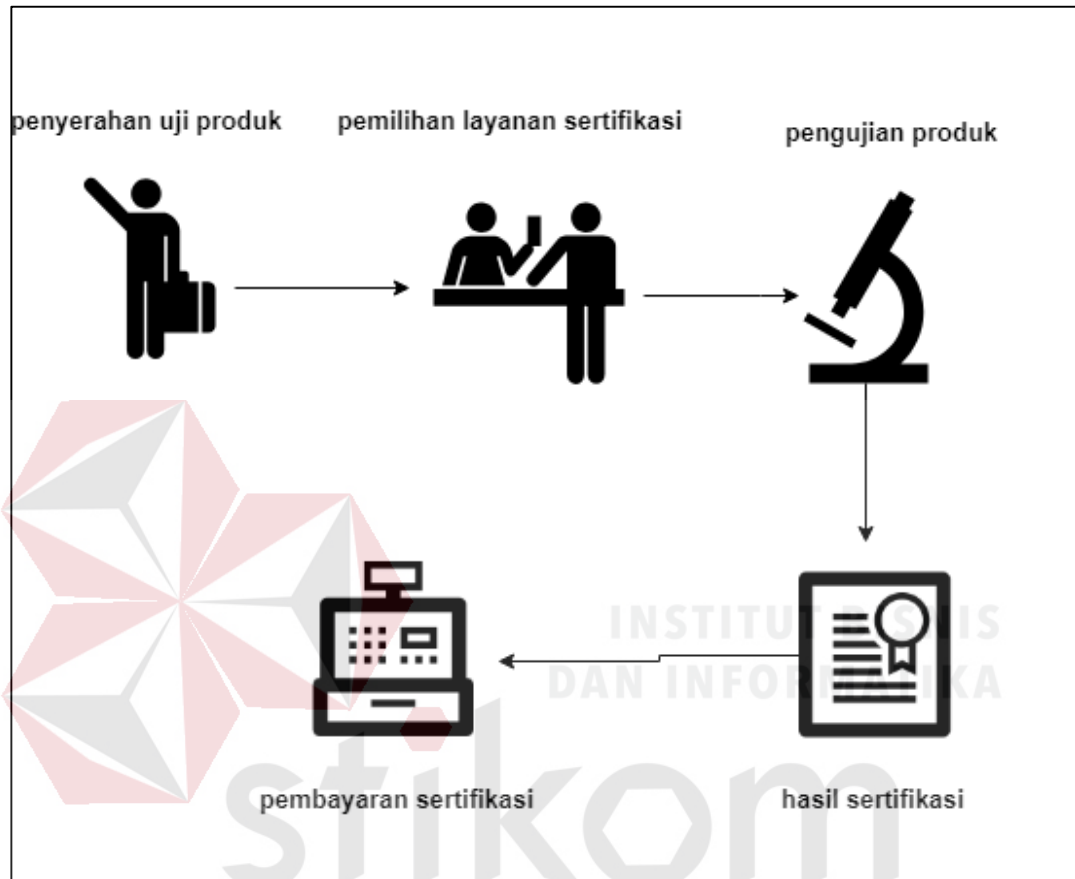 penyerahan uji produk
pemilihan layanan sertifikasi
pengujian produk
INSTITUT BISNIS
DAN INFORMATIKA
pembayaran sertifikasi
hasil sertifikasi
stikom